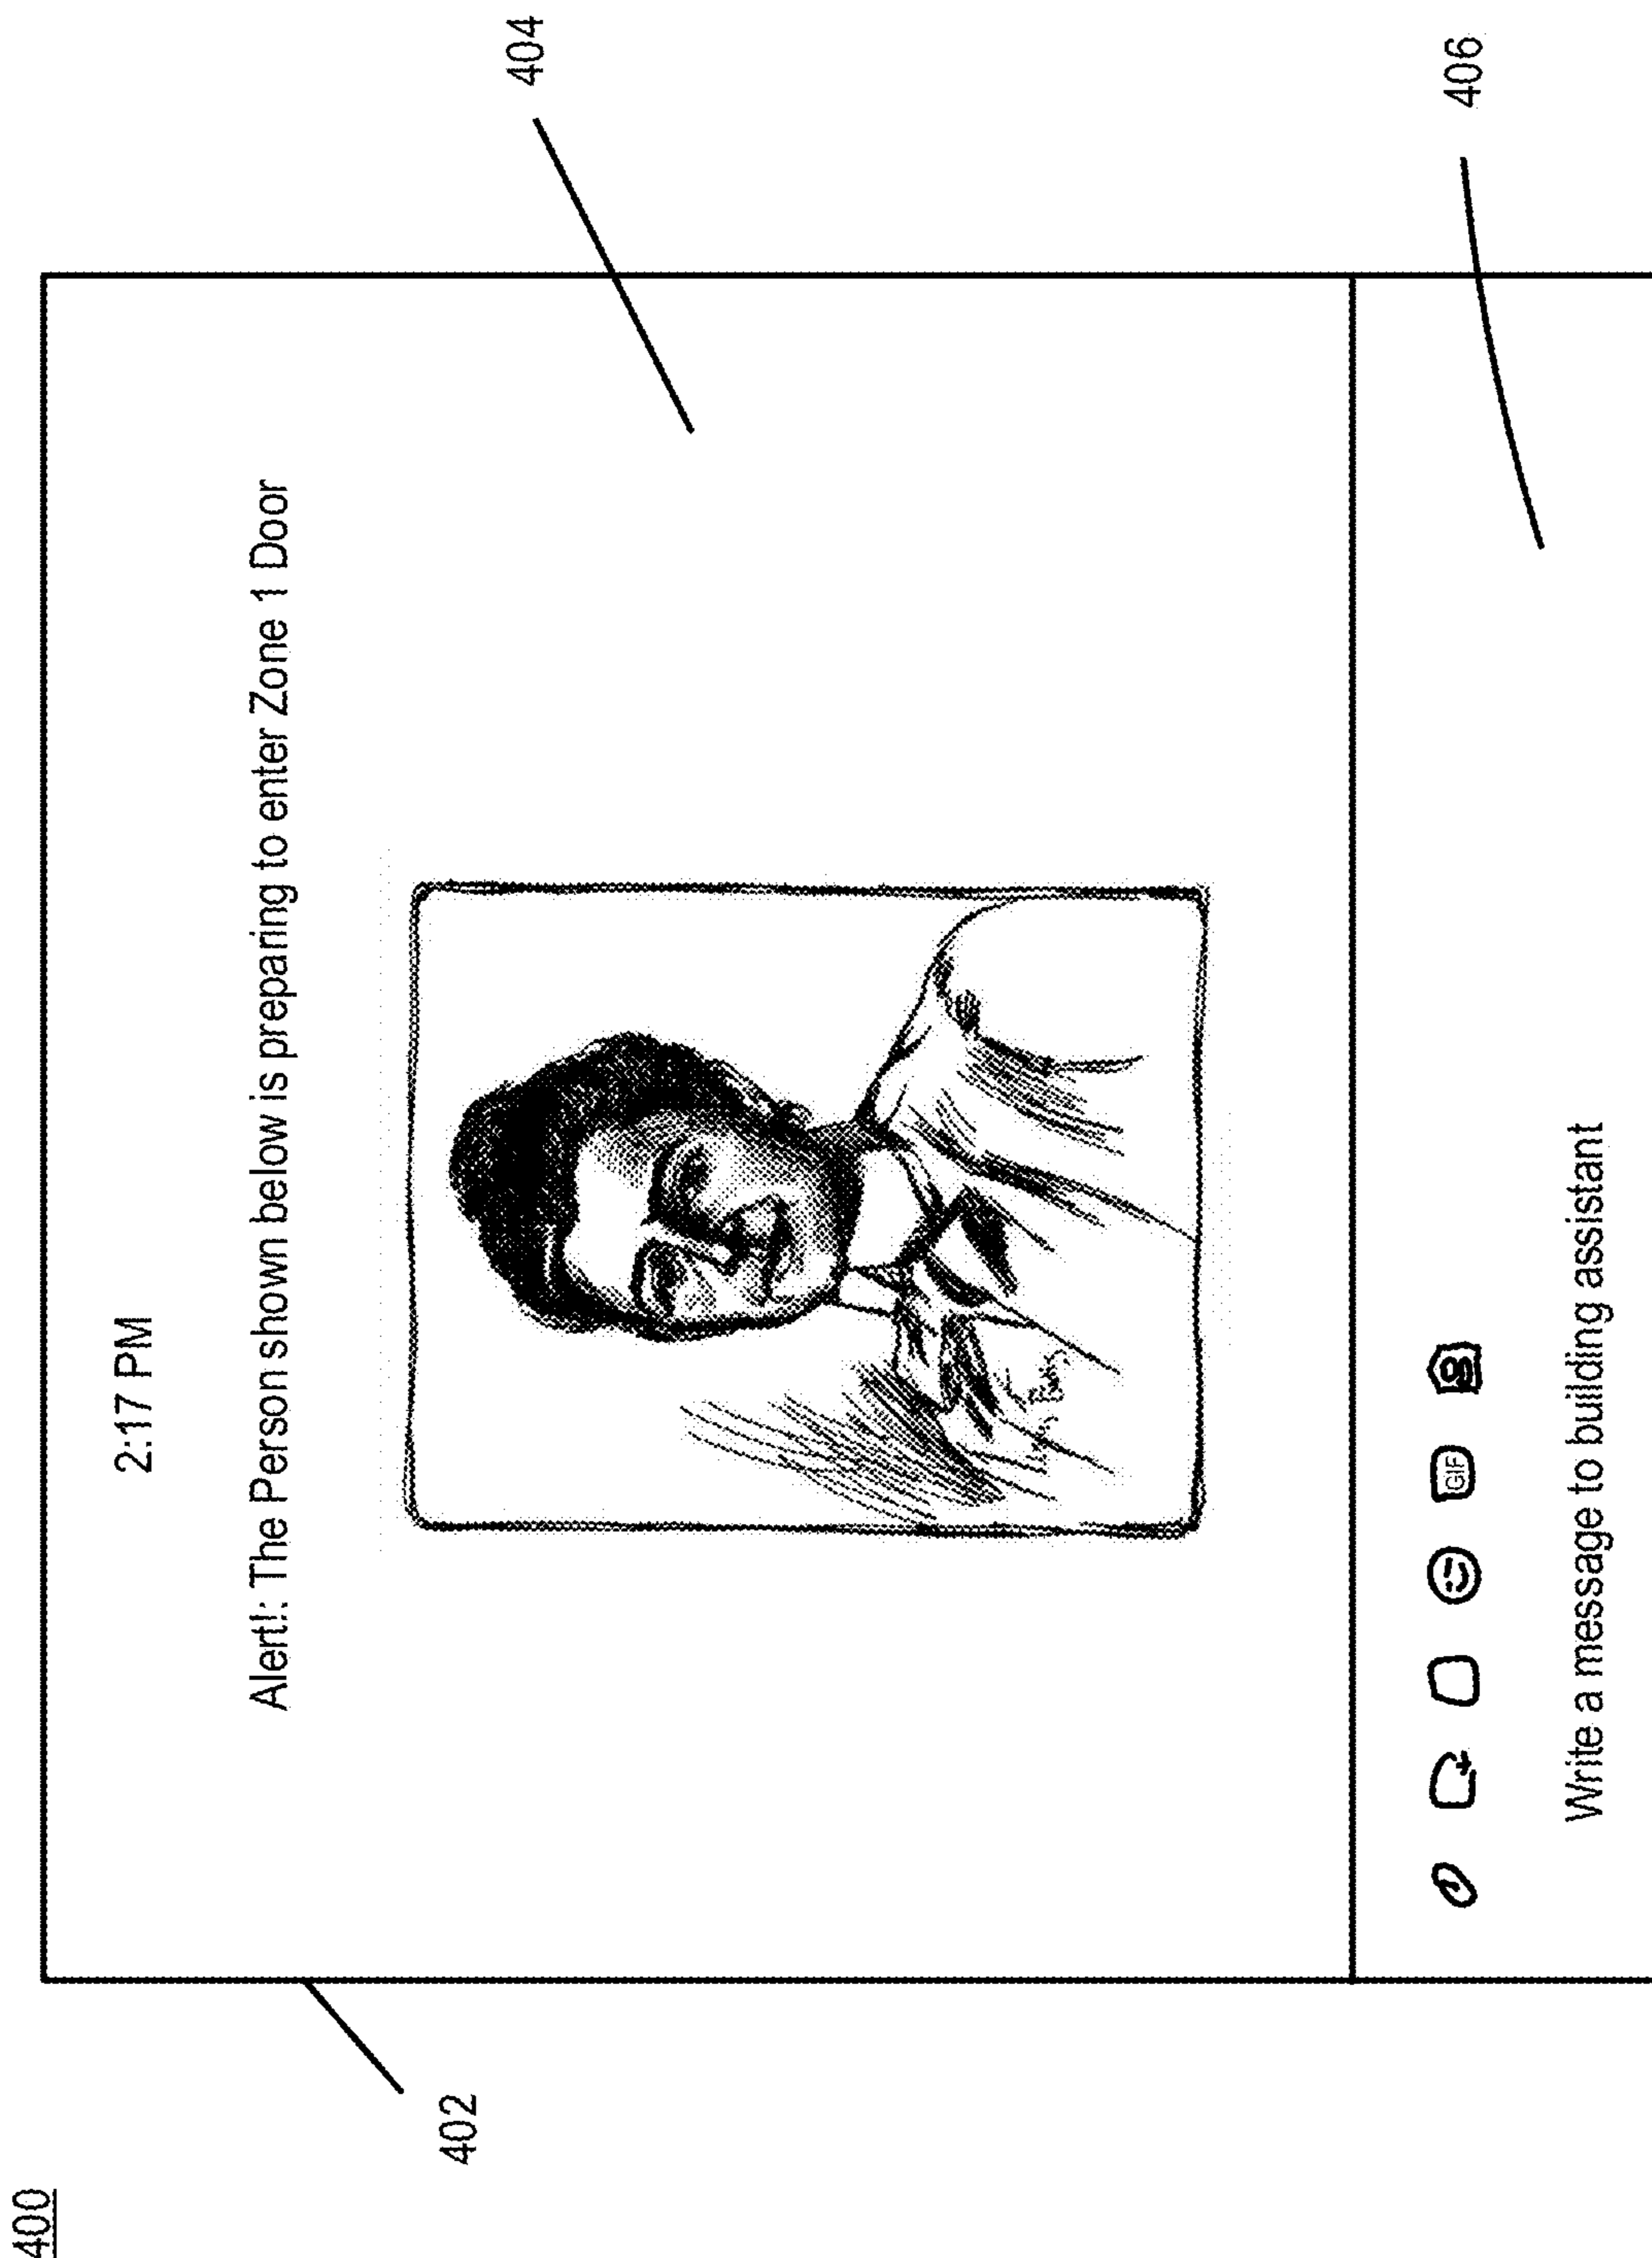 400
402
404
2:17 PM
Alert!: The Person shown below is preparing to enter Zone 1 Door
406
GIF
Write a message to building assistant